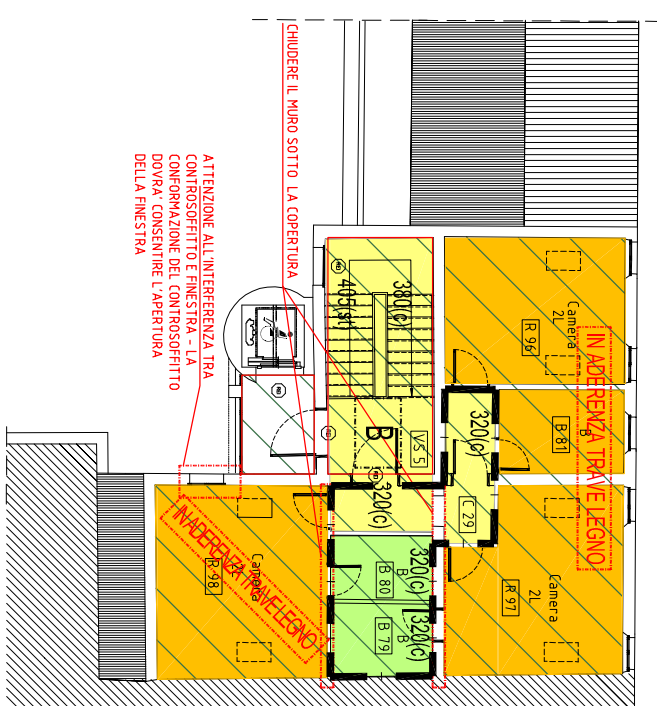 CHIUDERE IL MURO SOTTO LA COPERTURA
ATTENZIONE ALL'INTERFERENZA TRA
CONTROSOFFITTO E FINESTRA - LA
CONFORMAZIONE DEL CONTROSOFFITTO
DOVRA' CONSENTIRE L'APERTURA
DELLA FINESTRA
380(c)
405(st
B
VS 5
Camera
2L
R 96
IN ADERENZA TRAVE LEGNO
B
B 81
320(c)
C 29
320(c)
Camera
2L
R 97
320(c)
B
B 80
320(c)
B
B 79
Camera
R 98
IN ADERENZA TRAVE LEGNO